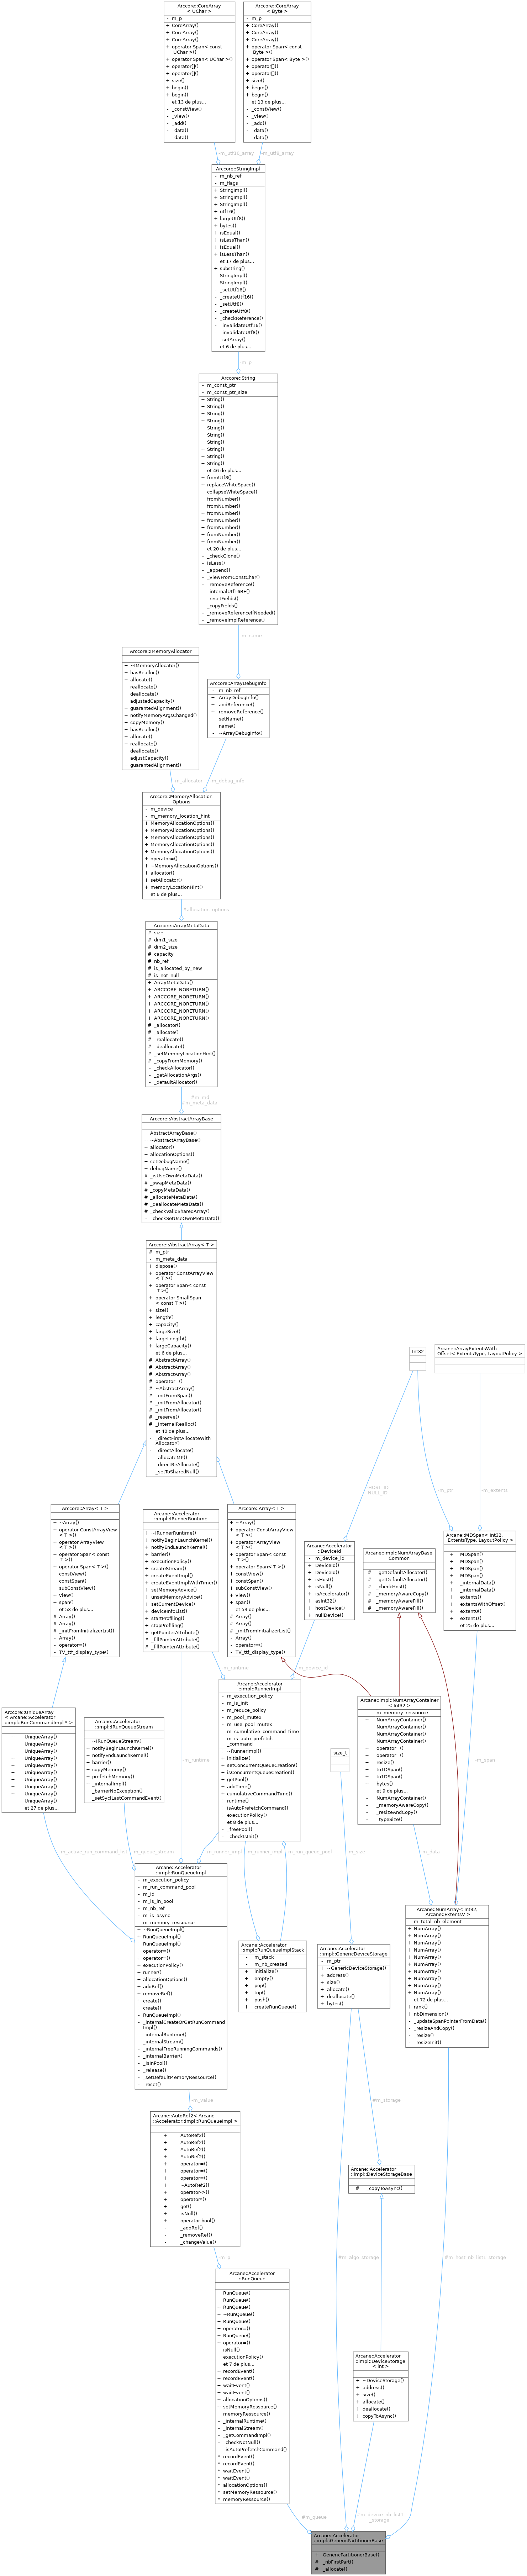 Arccore::CoreArray
< UChar >
- m_p
+ CoreArray()
+ CoreArray()
+ CoreArray()
+ operator Span< const
UChar >()
+ operator Span< UChar >()
+ operator[]()
+ operator[]()
+ size()
+ begin()
+ begin()
et 13 de plus...
- _constView()
- _view()
- _add()
- _data()
- _data()
Arccore::CoreArray
< Byte >
- m_p
+ CoreArray()
+ CoreArray()
+ CoreArray()
+ operator Span< const
Byte >()
+ operator Span< Byte >()
+ operator[]()
+ operator[]()
+ size()
+ begin()
+ begin()
et 13 de plus...
- _constView()
- _view()
- _add()
- _data()
- _data()
m_utf16_array
m_utf8_array
Arccore::StringImpl
- m_nb_ref
- m_flags
+ StringImpl()
+ StringImpl()
+ StringImpl()
+ utf16()
+ largeUtf8()
+ bytes()
+ isEqual()
+ isLessThan()
+ isEqual()
+ isLessThan()
et 17 de plus...
+ substring()
- StringImpl()
- StringImpl()
- _setUtf16()
- _createUtf16()
- _setUtf8()
- _createUtf8()
- _checkReference()
- _invalidateUtf16()
- _invalidateUtf8()
- _setArray()
et 6 de plus...
m_p
Arccore::String
- m_const_ptr
- m_const_ptr_size
+ String()
+ String()
+ String()
+ String()
+ String()
+ String()
+ String()
+ String()
+ String()
+ String()
et 46 de plus...
+ fromUtf8()
+ replaceWhiteSpace()
+ collapseWhiteSpace()
+ fromNumber()
+ fromNumber()
+ fromNumber()
+ fromNumber()
+ fromNumber()
+ fromNumber()
+ fromNumber()
et 20 de plus...
- _checkClone()
- isLess()
- _append()
- _viewFromConstChar()
- _removeReference()
- _internalUtf16BE()
- _resetFields()
- _copyFields()
- _removeReferenceIfNeeded()
- _removeImplReference()
m_name
Arccore::IMemoryAllocator
+ ~IMemoryAllocator()
+ hasRealloc()
+ allocate()
+ reallocate()
+ deallocate()
+ adjustedCapacity()
+ guarantedAlignment()
+ notifyMemoryArgsChanged()
+ copyMemory()
+ hasRealloc()
+ allocate()
+ reallocate()
+ deallocate()
+ adjustCapacity()
+ guarantedAlignment()
Arccore::ArrayDebugInfo
- m_nb_ref
+ ArrayDebugInfo()
+ addReference()
+ removeReference()
+ setName()
+ name()
- ~ArrayDebugInfo()
m_allocator
m_debug_info
Arccore::MemoryAllocation
Options
- m_device
- m_memory_location_hint
+ MemoryAllocationOptions()
+ MemoryAllocationOptions()
+ MemoryAllocationOptions()
+ MemoryAllocationOptions()
+ MemoryAllocationOptions()
+ operator=()
+ ~MemoryAllocationOptions()
+ allocator()
+ setAllocator()
+ memoryLocationHint()
et 6 de plus...
#allocation_options
Arccore::ArrayMetaData
# size
# dim1_size
# dim2_size
# capacity
# nb_ref
# is_allocated_by_new
# is_not_null
+ ArrayMetaData()
+ ARCCORE_NORETURN()
+ ARCCORE_NORETURN()
+ ARCCORE_NORETURN()
+ ARCCORE_NORETURN()
+ ARCCORE_NORETURN()
# _allocator()
# _allocate()
# _reallocate()
# _deallocate()
# _setMemoryLocationHint()
# _copyFromMemory()
- _checkAllocator()
- _getAllocationArgs()
- _defaultAllocator()
#m_md
#m_meta_data
Arccore::AbstractArrayBase
+ AbstractArrayBase()
+ ~AbstractArrayBase()
+ allocator()
+ allocationOptions()
+ setDebugName()
+ debugName()
# _isUseOwnMetaData()
# _swapMetaData()
# _copyMetaData()
# _allocateMetaData()
# _deallocateMetaData()
# _checkValidSharedArray()
- _checkSetUseOwnMetaData()
Arccore::AbstractArray< T >
# m_ptr
- m_meta_data
+ dispose()
+ operator ConstArrayView
< T >()
+ operator Span< const
T >()
+ operator SmallSpan
< const T >()
+ size()
+ length()
+ capacity()
+ largeSize()
+ largeLength()
+ largeCapacity()
et 6 de plus...
# AbstractArray()
# AbstractArray()
# AbstractArray()
# operator=()
# ~AbstractArray()
# _initFromSpan()
# _initFromAllocator()
# _initFromAllocator()
# _reserve()
# _internalRealloc()
et 40 de plus...
- _directFirstAllocateWith
Allocator()
- _directAllocate()
- _allocateMP()
- _directReAllocate()
- _setToSharedNull()
Int32
Arcane::ArrayExtentsWith
Offset< ExtentsType, LayoutPolicy >
HOST_ID
NULL_ID
m_ptr
m_extents
Arccore::Array< T >
+ ~Array()
+ operator ConstArrayView
< T >()
+ operator ArrayView
< T >()
+ operator Span< const
T >()
+ operator Span< T >()
+ constView()
+ constSpan()
+ subConstView()
+ view()
+ span()
et 53 de plus...
# Array()
# Array()
# _initFromInitializerList()
- Array()
- operator=()
- TV_ttf_display_type()
Arcane::Accelerator
::impl::IRunnerRuntime
+ ~IRunnerRuntime()
+ notifyBeginLaunchKernel()
+ notifyEndLaunchKernel()
+ barrier()
+ executionPolicy()
+ createStream()
+ createEventImpl()
+ createEventImplWithTimer()
+ setMemoryAdvice()
+ unsetMemoryAdvice()
+ setCurrentDevice()
+ deviceInfoList()
+ startProfiling()
+ stopProfiling()
+ getPointerAttribute()
# _fillPointerAttribute()
# _fillPointerAttribute()
Arccore::Array< T >
+ ~Array()
+ operator ConstArrayView
< T >()
+ operator ArrayView
< T >()
+ operator Span< const
T >()
+ operator Span< T >()
+ constView()
+ constSpan()
+ subConstView()
+ view()
+ span()
et 53 de plus...
# Array()
# Array()
# _initFromInitializerList()
- Array()
- operator=()
- TV_ttf_display_type()
Arcane::Accelerator
::DeviceId
- m_device_id
+ DeviceId()
+ DeviceId()
+ isHost()
+ isNull()
+ isAccelerator()
+ asInt32()
+ hostDevice()
+ nullDevice()
Arcane::impl::NumArrayBase
Common
# _getDefaultAllocator()
# _getDefaultAllocator()
# _checkHost()
# _memoryAwareCopy()
# _memoryAwareFill()
# _memoryAwareFill()
Arcane::MDSpan< Int32,
ExtentsType, LayoutPolicy >
+ MDSpan()
+ MDSpan()
+ MDSpan()
+ MDSpan()
+ _internalData()
+ _internalData()
+ extents()
+ extentsWithOffset()
+ extent0()
+ extent1()
et 25 de plus...
m_runtime
m_device_id
Arccore::UniqueArray
< Arcane::Accelerator
::impl::RunCommandImpl * >
+ UniqueArray()
+ UniqueArray()
+ UniqueArray()
+ UniqueArray()
+ UniqueArray()
+ UniqueArray()
+ UniqueArray()
+ UniqueArray()
+ UniqueArray()
+ UniqueArray()
et 27 de plus...
Arcane::Accelerator
::impl::IRunQueueStream
+ ~IRunQueueStream()
+ notifyBeginLaunchKernel()
+ notifyEndLaunchKernel()
+ barrier()
+ copyMemory()
+ prefetchMemory()
+ _internalImpl()
+ _barrierNoException()
+ _setSyclLastCommandEvent()
Arcane::Accelerator
::impl::RunnerImpl
- m_execution_policy
- m_is_init
- m_reduce_policy
- m_pool_mutex
- m_use_pool_mutex
- m_cumulative_command_time
- m_is_auto_prefetch
_command
+ ~RunnerImpl()
+ initialize()
+ setConcurrentQueueCreation()
+ isConcurrentQueueCreation()
+ getPool()
+ addTime()
+ cumulativeCommandTime()
+ runtime()
+ isAutoPrefetchCommand()
+ executionPolicy()
et 8 de plus...
- _freePool()
- _checkIsInit()
Arcane::impl::NumArrayContainer
< Int32 >
- m_memory_ressource
+ NumArrayContainer()
+ NumArrayContainer()
+ NumArrayContainer()
+ NumArrayContainer()
+ operator=()
+ operator=()
+ resize()
+ to1DSpan()
+ to1DSpan()
+ bytes()
et 9 de plus...
- NumArrayContainer()
- _memoryAwareCopy()
- _resizeAndCopy()
- _typeSize()
size_t
m_runtime
m_span
m_active_run_command_list
m_queue_stream
m_runner_impl
m_runner_impl
m_run_queue_pool
m_size
m_data
Arcane::Accelerator
::impl::RunQueueImpl
- m_execution_policy
- m_run_command_pool
- m_id
- m_is_in_pool
- m_nb_ref
- m_is_async
- m_memory_ressource
+ ~RunQueueImpl()
+ RunQueueImpl()
+ RunQueueImpl()
+ operator=()
+ operator=()
+ executionPolicy()
+ runner()
+ allocationOptions()
+ addRef()
+ removeRef()
+ create()
+ create()
- RunQueueImpl()
- _internalCreateOrGetRunCommand
Impl()
- _internalRuntime()
- _internalStream()
- _internalFreeRunningCommands()
- _internalBarrier()
- _isInPool()
- _release()
- _setDefaultMemoryRessource()
- _reset()
Arcane::Accelerator
::impl::RunQueueImplStack
- m_stack
- m_nb_created
+ initialize()
+ empty()
+ pop()
+ top()
+ push()
+ createRunQueue()
Arcane::Accelerator
::impl::GenericDeviceStorage
- m_ptr
+ ~GenericDeviceStorage()
+ address()
+ size()
+ allocate()
+ deallocate()
+ bytes()
Arcane::NumArray< Int32,
Arcane::ExtentsV >
- m_total_nb_element
+ NumArray()
+ NumArray()
+ NumArray()
+ NumArray()
+ NumArray()
+ NumArray()
+ NumArray()
+ NumArray()
+ NumArray()
+ NumArray()
et 72 de plus...
+ rank()
+ nbDimension()
- _updateSpanPointerFromData()
- _resizeAndCopy()
- _resize()
- _resizeInit()
m_value
#m_storage
Arcane::AutoRef2< Arcane
::Accelerator::impl::RunQueueImpl >
+ AutoRef2()
+ AutoRef2()
+ AutoRef2()
+ AutoRef2()
+ operator=()
+ operator=()
+ operator=()
+ ~AutoRef2()
+ operator->()
+ operator*()
+ get()
+ isNull()
+ operator bool()
- _addRef()
- _removeRef()
- _changeValue()
Arcane::Accelerator
::impl::DeviceStorageBase
# _copyToAsync()
m_p
#m_algo_storage
#m_host_nb_list1_storage
Arcane::Accelerator
::RunQueue
+ RunQueue()
+ RunQueue()
+ RunQueue()
+ ~RunQueue()
+ RunQueue()
+ operator=()
+ RunQueue()
+ operator=()
+ isNull()
+ executionPolicy()
et 7 de plus...
+ recordEvent()
+ recordEvent()
+ waitEvent()
+ waitEvent()
+ allocationOptions()
+ setMemoryRessource()
+ memoryRessource()
- _internalRuntime()
- _internalStream()
- _getCommandImpl()
- _checkNotNull()
- _isAutoPrefetchCommand()
* recordEvent()
* recordEvent()
* waitEvent()
* waitEvent()
* allocationOptions()
* setMemoryRessource()
* memoryRessource()
Arcane::Accelerator
::impl::DeviceStorage
< int >
+ ~DeviceStorage()
+ address()
+ size()
+ allocate()
+ deallocate()
+ copyToAsync()
#m_queue
#m_device_nb_list1
_storage
Arcane::Accelerator
::impl::GenericPartitionerBase
+ GenericPartitionerBase()
# _nbFirstPart()
# _allocate()